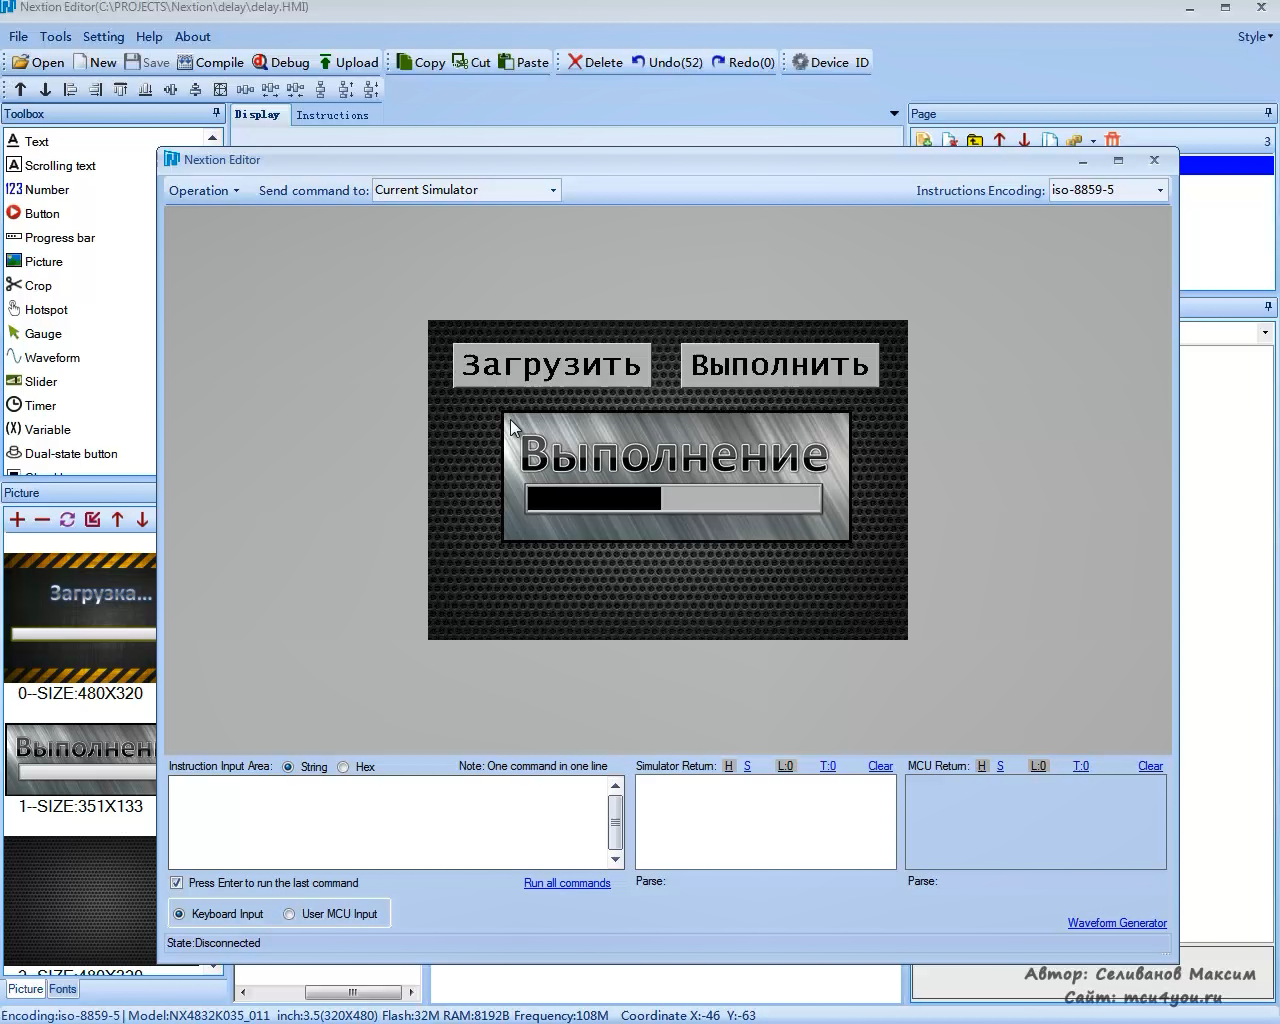 Nextion Editor(C:\PROJECTS\Nextion\delay\delay.HMI)
File Tools Setting Help About Style
Open New Save Compile Debug Upload Copy Cut Paste Delete Undo(52) Redo(0) Device ID
Toolbox
Display Instructions
Page
3
Text
Scrolling text
Number
Button
Progress bar
Picture
Crop
Hotspot
Gauge
Waveform
Slider
Timer
Variable
Dual-state button
Picture
Загрузка...
0--SIZE:480X320
Выполнен
1--SIZE:351X133
2--SIZE:480X320
Picture Fonts
Nextion Editor
Operation Send command to: Current Simulator Instructions Encoding: iso-8859-5
Загрузить Выполнить
Выполнение
Instruction Input Area: String Hex Note: One command in one line
Simulator Return: H S L:0 T:0 Clear
MCU Return: H S L:0 T:0 Clear
Press Enter to run the last command Run all commands
Parse:
Parse:
Keyboard Input User MCU Input
Waveform Generator
State:Disconnected
Автор: Селиванов Максим
Сайт: mcu4you.ru
Encoding:iso-8859-5| Model:NX4832K035_011 inch:3.5(320X480) Flash:32M RAM:8192B Frequency:108M Coordinate X:-46 Y:-63